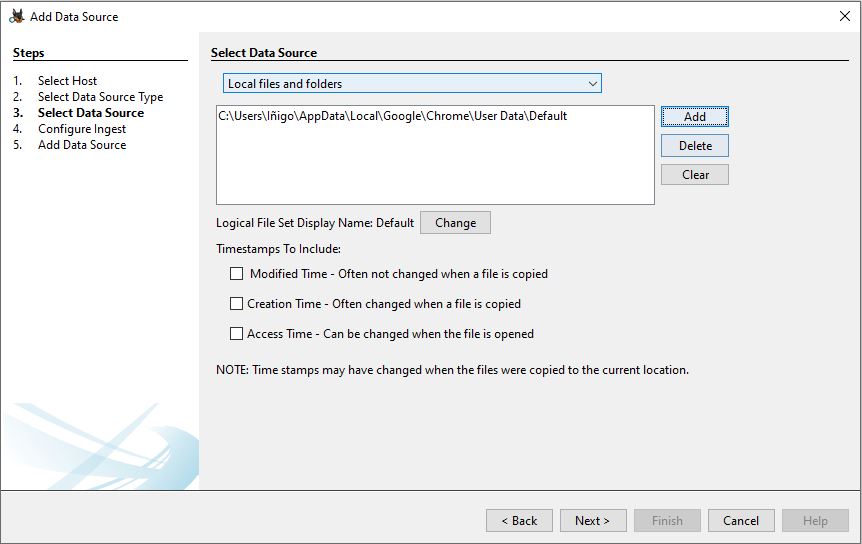 Add Data Source
Steps
1. Select Host
2. Select Data Source Type
3. Select Data Source
4. Configure Ingest
5. Add Data Source
Select Data Source
Local files and folders
C:\Users\Iñigo\AppData\Local\Google\Chrome\User Data\Default
Add
Delete
Clear
Logical File Set Display Name: Default
Change
Timestamps To Include:
Modified Time - Often not changed when a file is copied
Creation Time - Often changed when a file is copied
Access Time - Can be changed when the file is opened
NOTE: Time stamps may have changed when the files were copied to the current location.
< Back
Next >
Finish
Cancel
Help